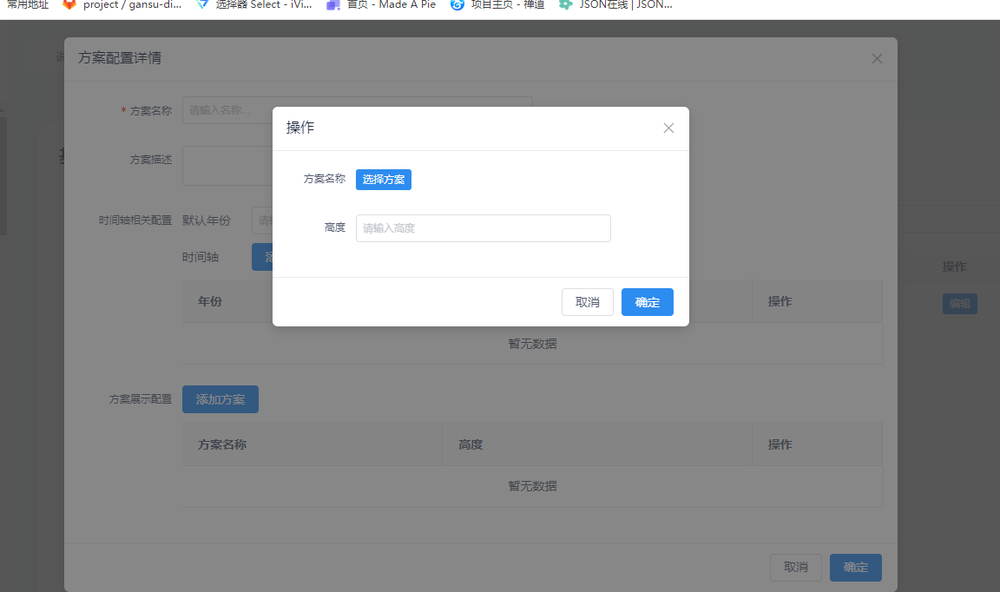 常用地址 project / gansu-di... 选择器 Select - iVi... 首页 - Made A Pie 项目主页 - 禅道 JSON在线 | JSON...
方案配置详情
* 方案名称 请输入名称...
操作
方案名称 选择方案
方案描述
时间轴相关配置 默认年份
高度 请输入高度
时间轴
操作
取消 确定
年份 操作
编辑
暂无数据
方案展示配置 添加方案
方案名称 高度 操作
暂无数据
取消 确定